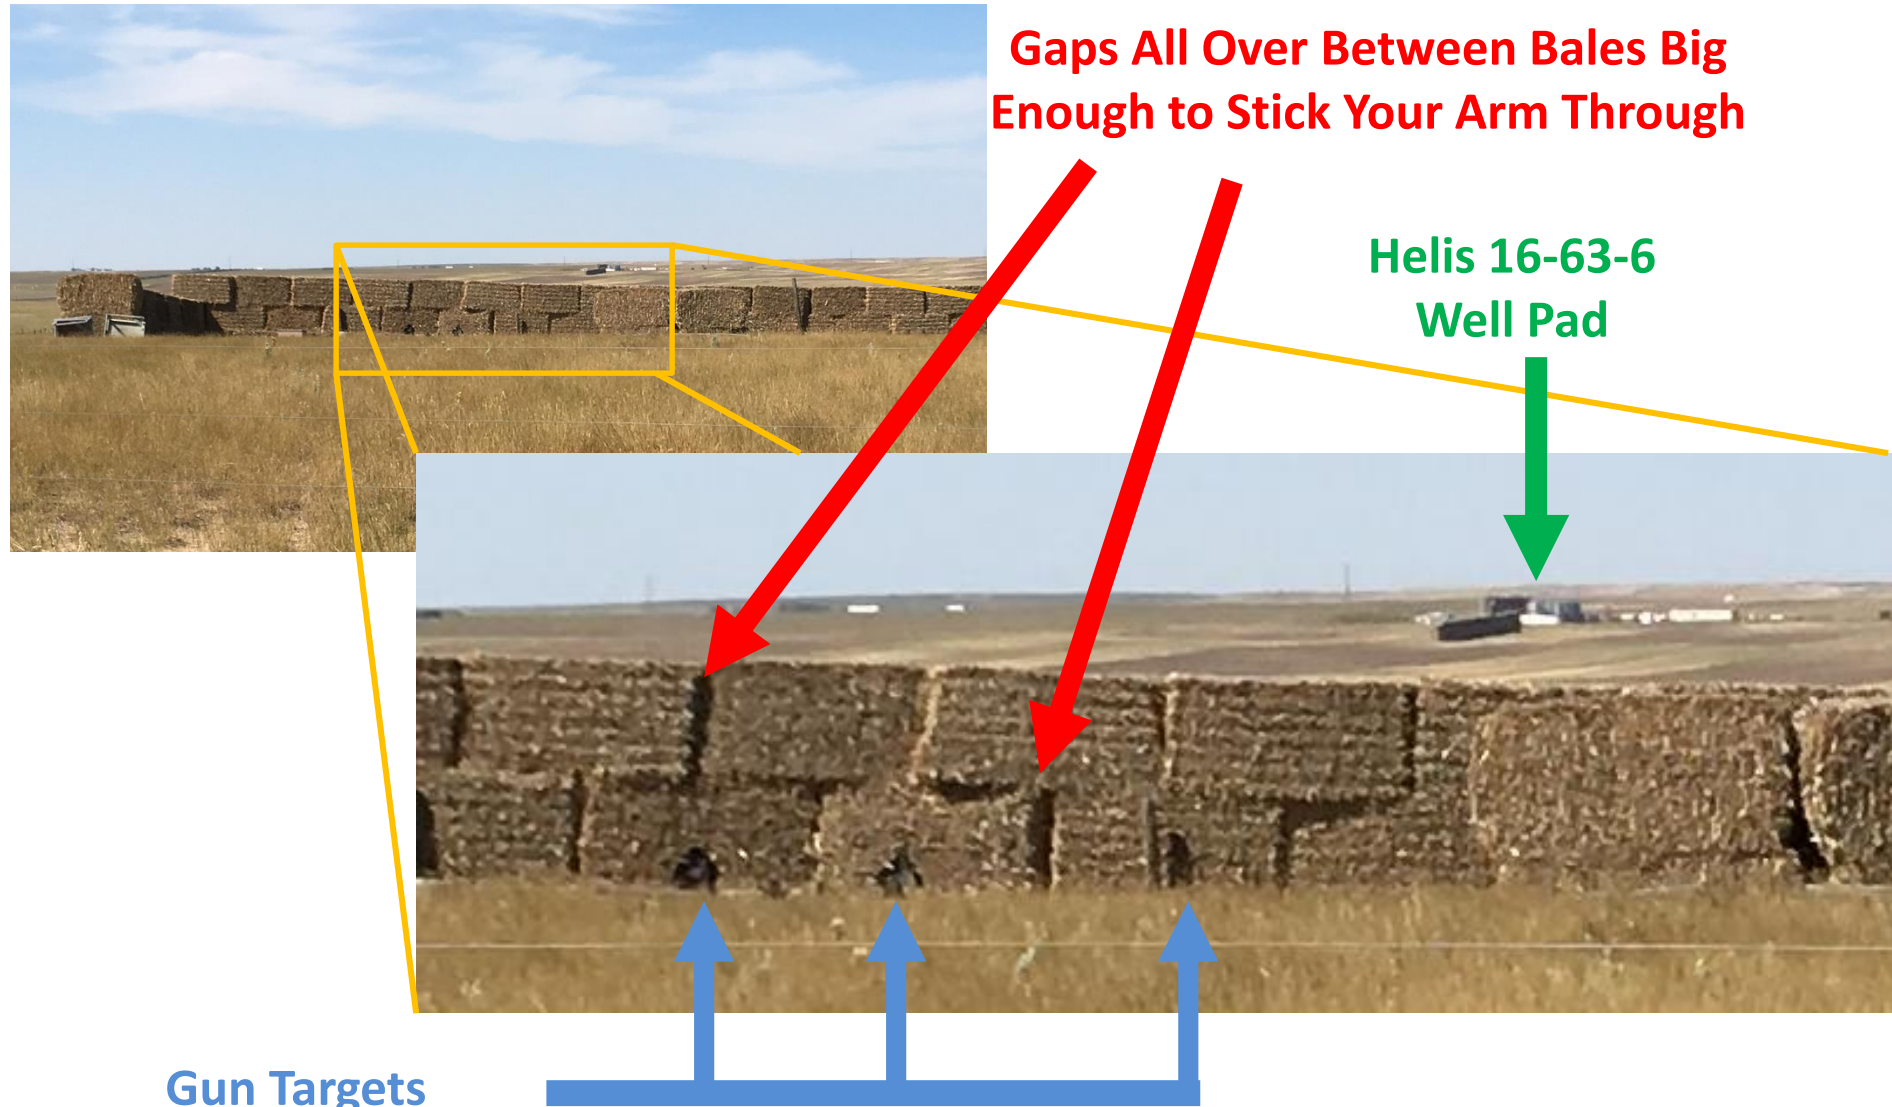 Gaps All Over Between Bales Big
Enough to Stick Your Arm Through
Helis 16-63-6
Well Pad
Gun Targets